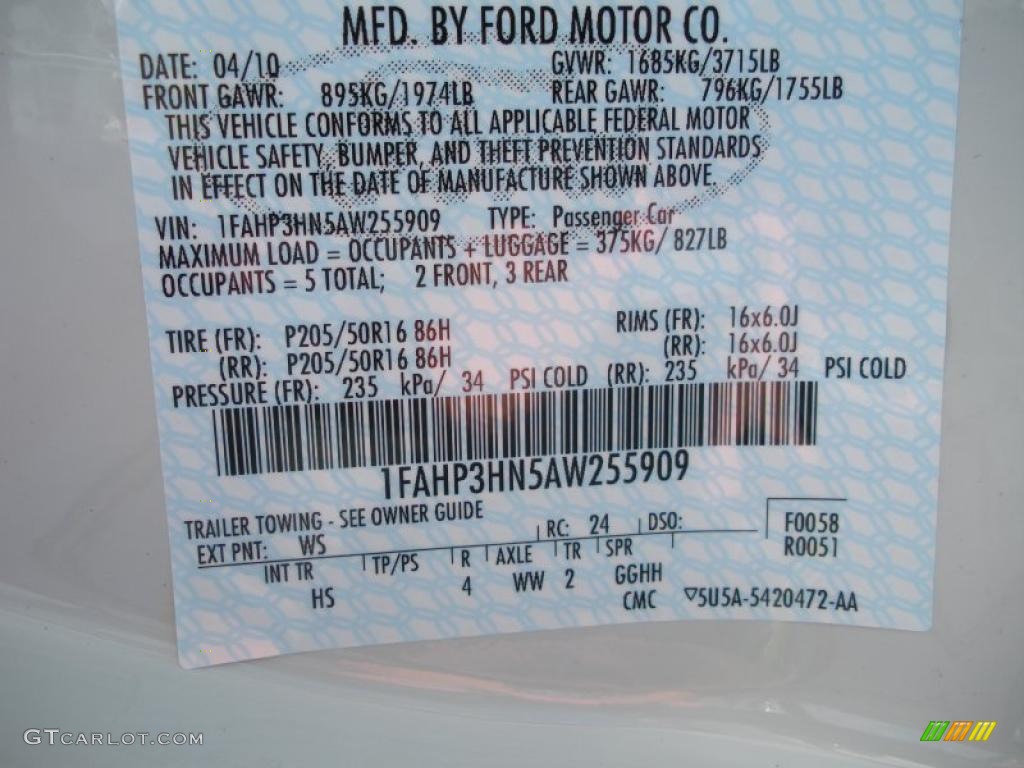 MFD. BY FORD MOTOR CO.
DATE: 04/10 GVWR: 1685KG/3715LB
FRONT GAWR: 895KG/1974LB REAR GAWR: 796KG/1755LB
THIS VEHICLE CONFORMS TO ALL APPLICABLE FEDERAL MOTOR
VEHICLE SAFETY, BUMPER, AND THEFT PREVENTION STANDARDS
IN EFFECT ON THE DATE OF MANUFACTURE SHOWN ABOVE.
VIN: 1FAHP3HN5AW255909 TYPE: Passenger Car
MAXIMUM LOAD = OCCUPANTS + LUGGAGE = 375KG/ 827LB
OCCUPANTS = 5 TOTAL; 2 FRONT, 3 REAR
TIRE (FR): P205/50R16 86H RIMS (FR): 16x6.0J
(RR): P205/50R16 86H (RR): 16x6.0J
PRESSURE (FR): 235 kPa/ 34 PSI COLD (RR): 235 kPa/ 34 PSI COLD
1FAHP3HN5AW255909
TRAILER TOWING - SEE OWNER GUIDE
EXT PNT: WS RC: 24 DSO: F0058
R0051
INT TR TP/PS R AXLE TR SPR
HS 4 WW 2 GGHH
CMC ▽5U5A-5420472-AA
GTCARLOT.COM